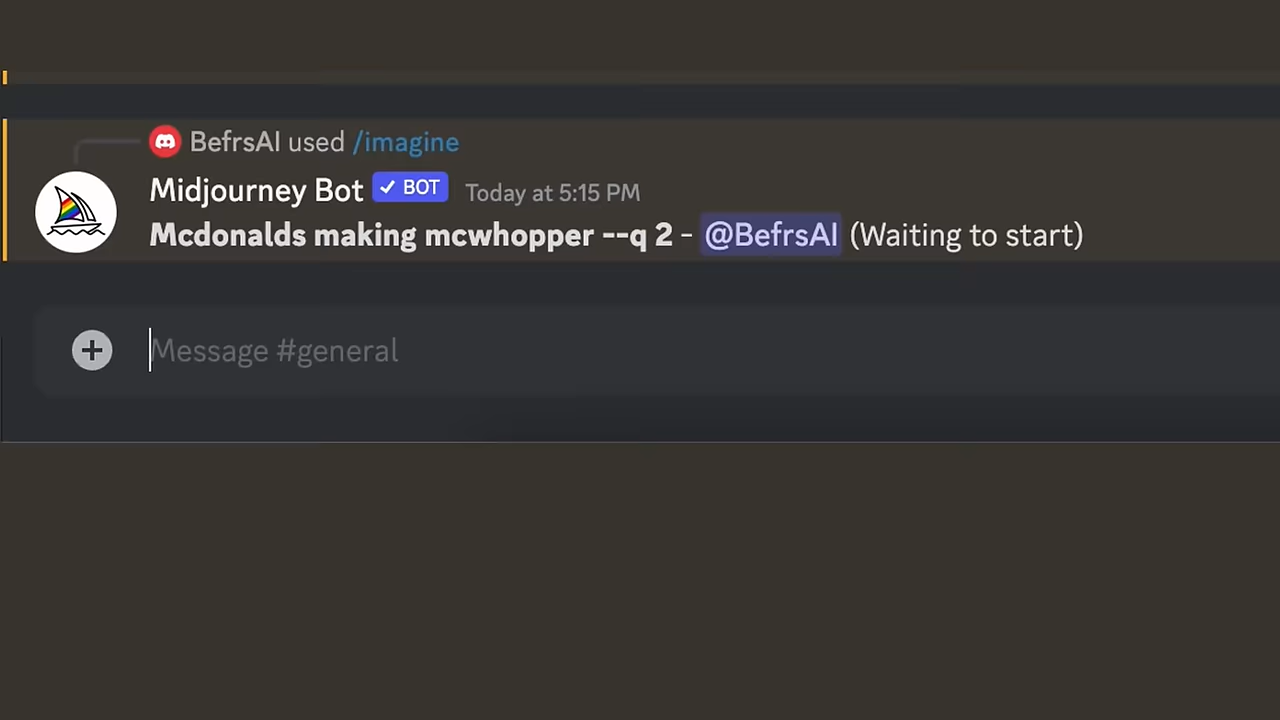 BefrsAI used /imagine
Midjourney Bot ✓ BOT Today at 5:15 PM
Mcdonalds making mcwhopper --q 2 - @BefrsAI (Waiting to start)
Message #general